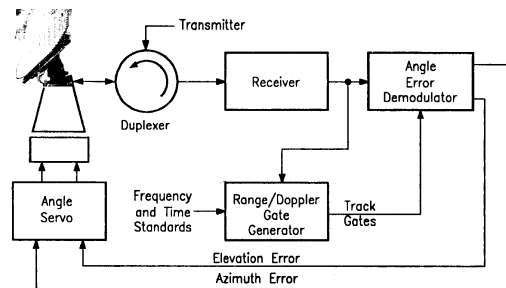 Transmitter
Duplexer
Receiver
Angle
Error
Demodulator
Angle
Servo
Frequency
and Time
Standards
Range/Doppler
Gate
Generator
Track
Gates
Elevation Error
Azimuth Error